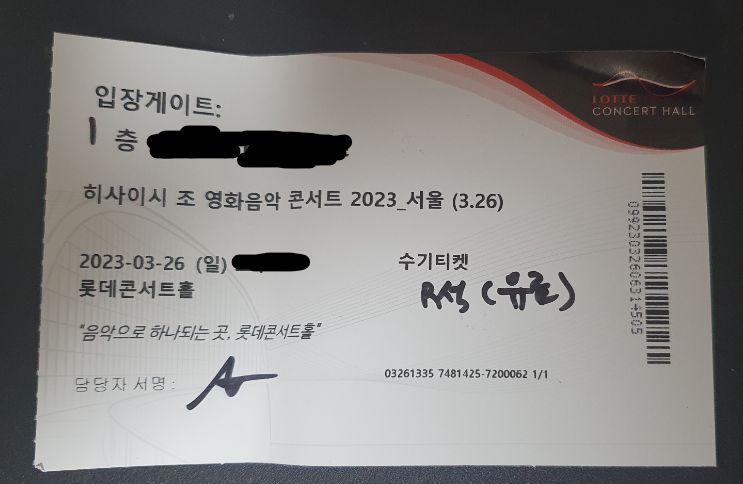 LOTTE
CONCERT HALL
입장게이트:
1 층
히사이시 조 영화음악 콘서트 2023_서울 (3.26)
2023-03-26 (일)
롯데콘서트홀
수기티켓
R석 (유료)
"음악으로 하나되는 곳, 롯데콘서트홀"
담당자 서명 :
03261335 7481425-7200062 1/1
0992303260631450S